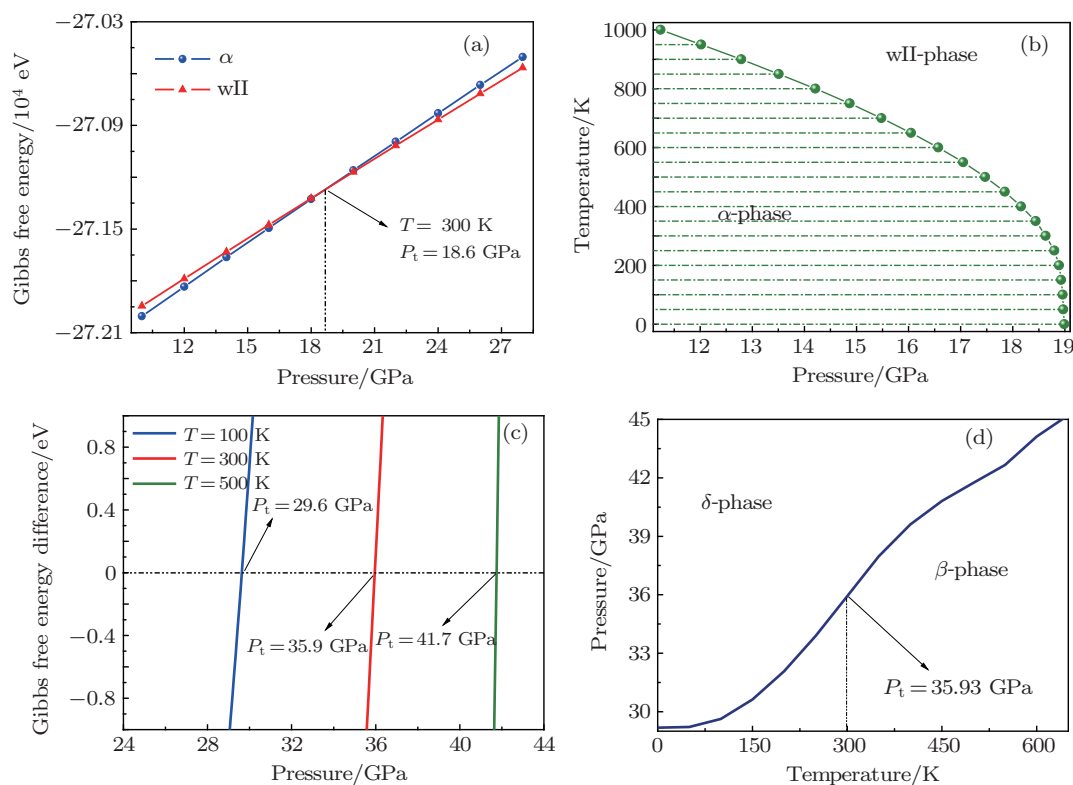 (a)
α
wII
T = 300 K
Pt = 18.6 GPa
−27.03
−27.09
−27.15
−27.21
12 15 18 21 24 27
Pressure/GPa
Gibbs free energy/10⁴ eV
(b)
wII-phase
α-phase
1000
800
600
400
200
0
12 13 14 15 16 17 18 19
Pressure/GPa
Temperature/K
(c)
T = 100 K
T = 300 K
T = 500 K
Pt = 29.6 GPa
Pt = 35.9 GPa
Pt = 41.7 GPa
0.8
0.4
0
−0.4
−0.8
24 28 32 36 40 44
Pressure/GPa
Gibbs free energy difference/eV
(d)
δ-phase
β-phase
Pt = 35.93 GPa
45
42
39
36
33
30
0 150 300 450 600
Temperature/K
Pressure/GPa